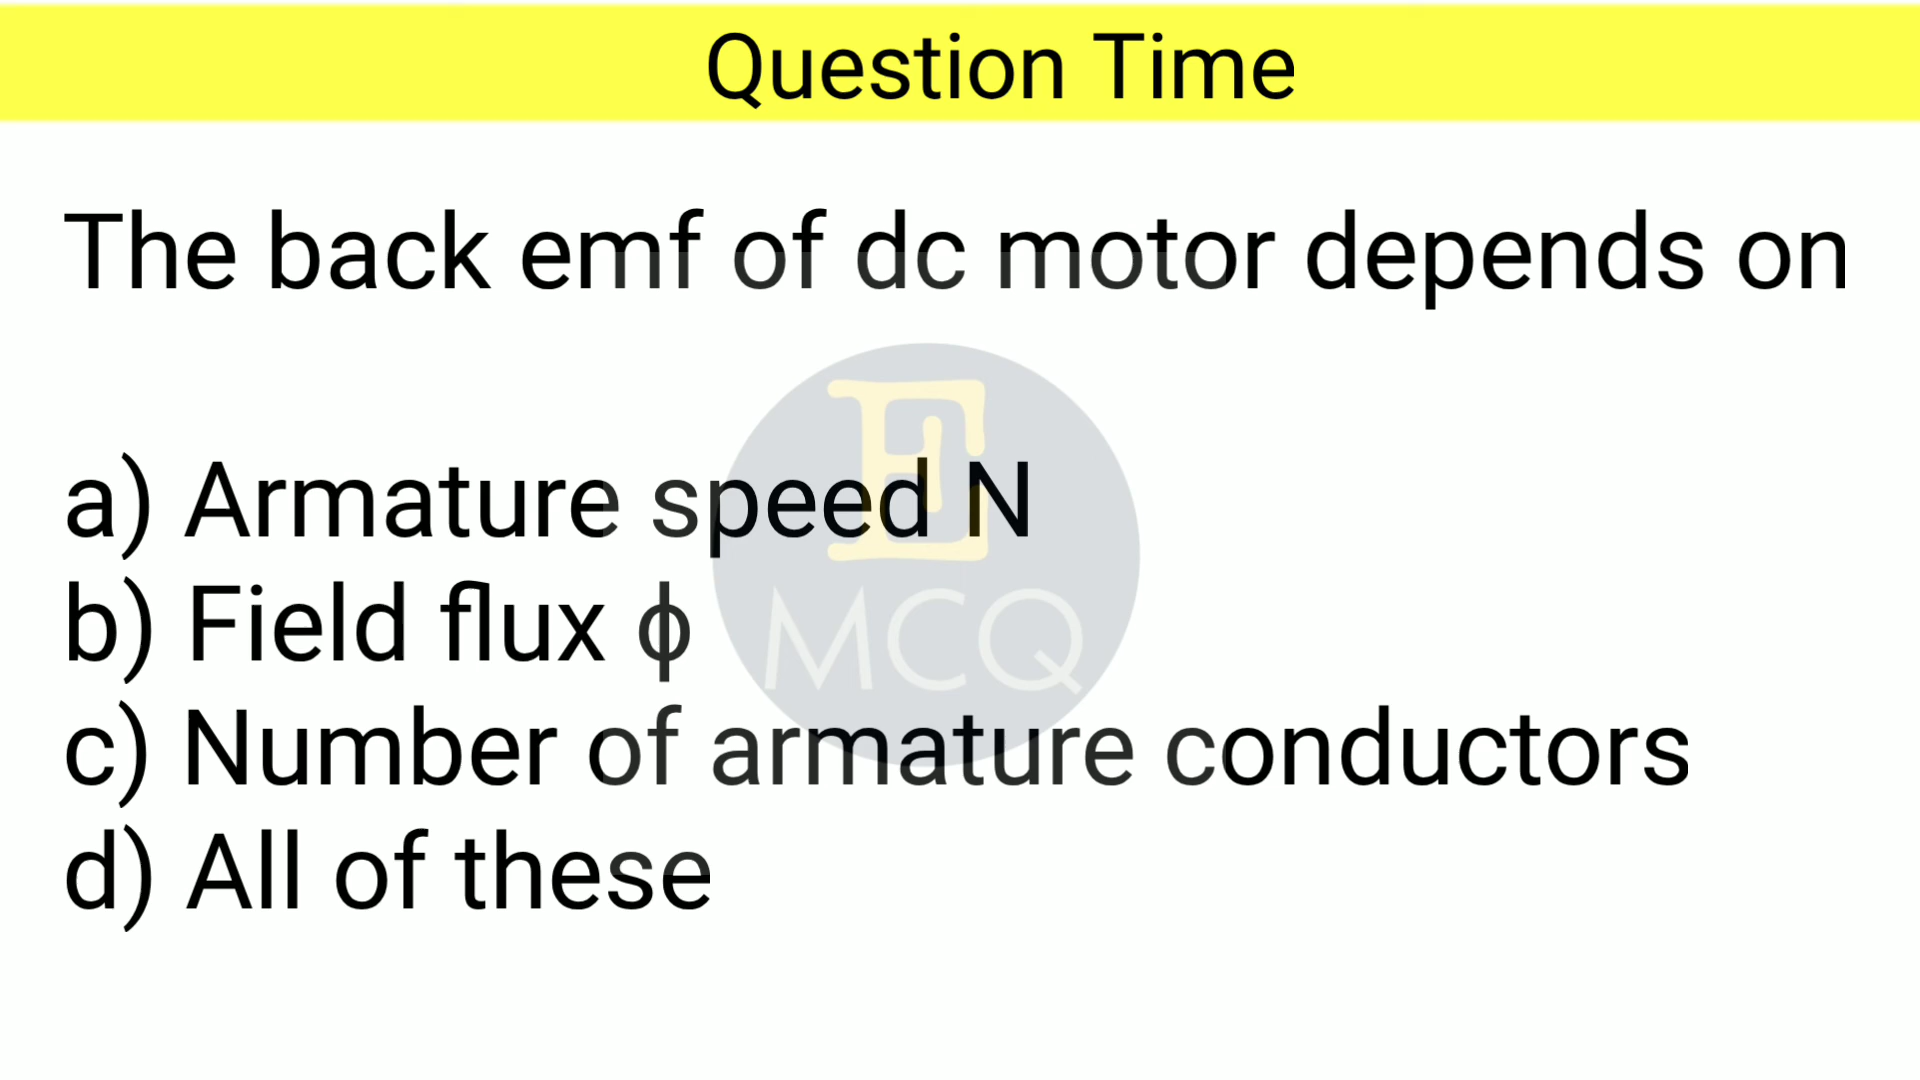 Question Time
The back emf of dc motor depends on
a) Armature speed N
b) Field flux ϕ
c) Number of armature conductors
d) All of these
E
MCQ